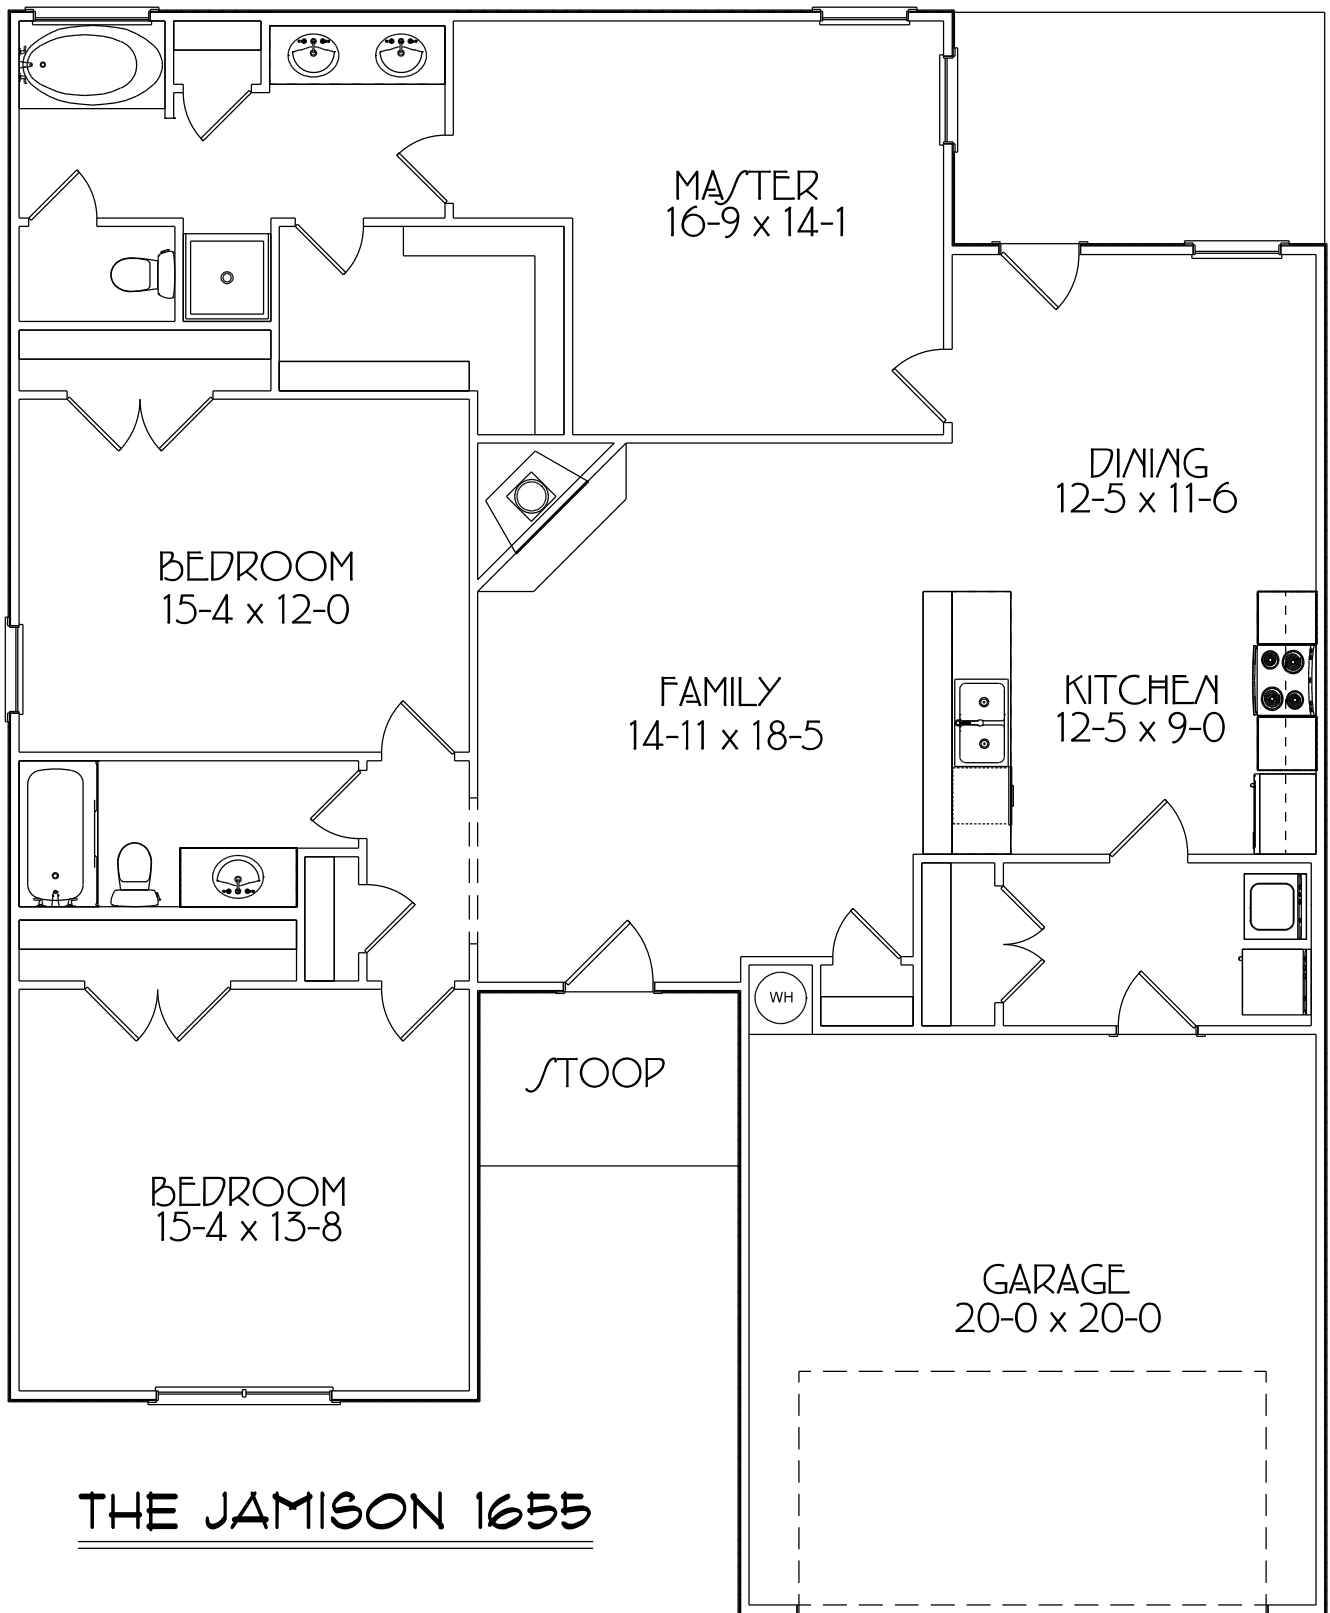 MASTER
16-9 x 14-1
DINING
12-5 x 11-6
BEDROOM
15-4 x 12-0
FAMILY
14-11 x 18-5
KITCHEN
12-5 x 9-0
WH
STOOP
BEDROOM
15-4 x 13-8
GARAGE
20-0 x 20-0
THE JAMISON 1655